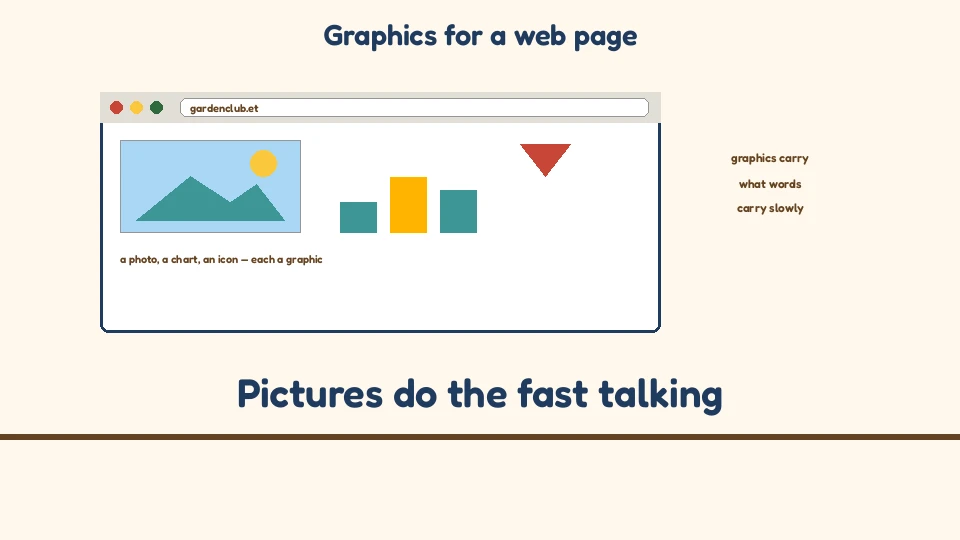 Graphics for a web page
gardenclub.et
graphics carry
what words
carry slowly
a photo, a chart, an icon — each a graphic
Pictures do the fast talking